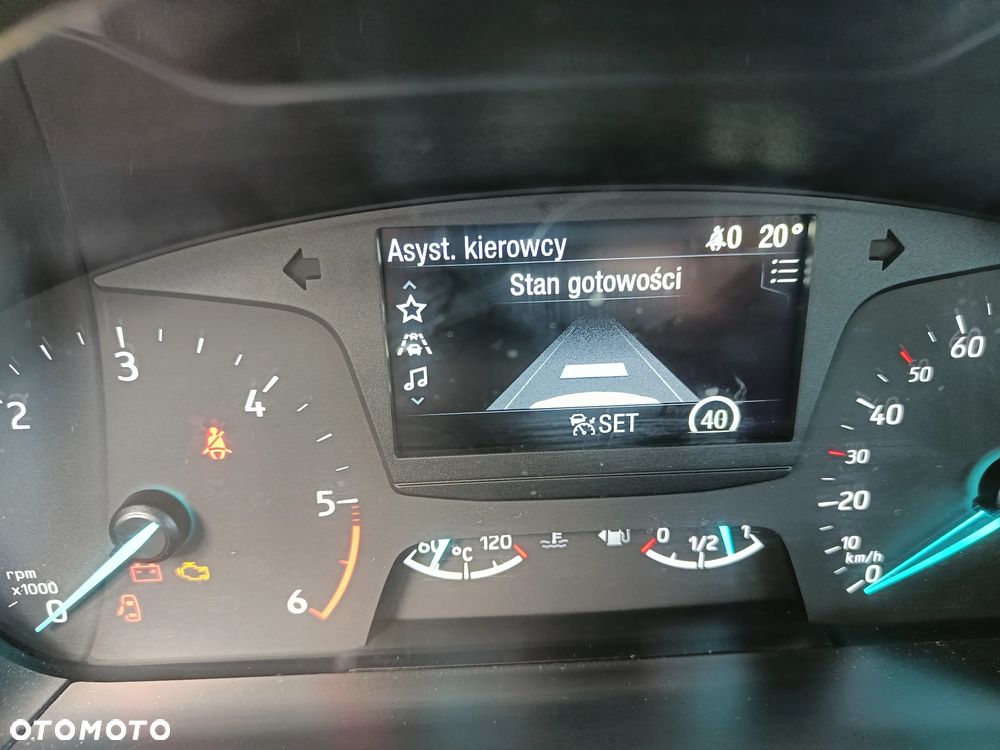 Asyst. kierowcy 0 20°
Stan gotowości
SET 40
2 3 4 5 6
rpm
x1000
0
°C 120
0 1/2 1
60
50
40
30
20
10
km/h
0
OTOMOTO